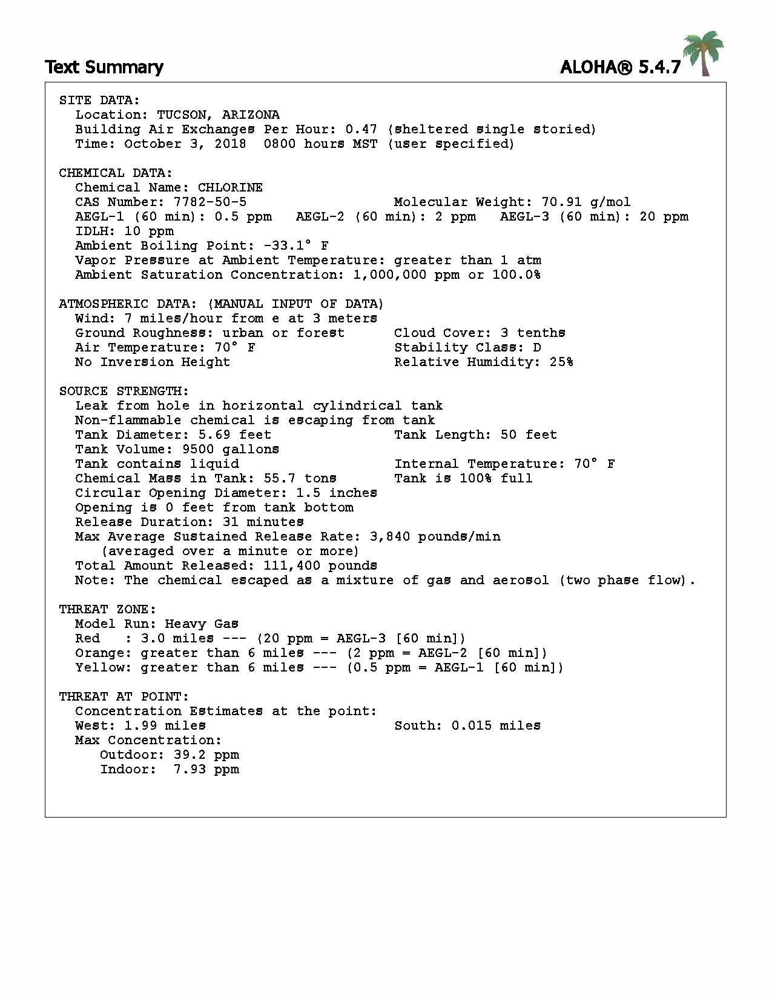 Text Summary ALOHA® 5.4.7
SITE DATA:
Location: TUCSON, ARIZONA
Building Air Exchanges Per Hour: 0.47 (sheltered single storied)
Time: October 3, 2018 0800 hours MST (user specified)
CHEMICAL DATA:
Chemical Name: CHLORINE
CAS Number: 7782-50-5 Molecular Weight: 70.91 g/mol
AEGL-1 (60 min): 0.5 ppm AEGL-2 (60 min): 2 ppm AEGL-3 (60 min): 20 ppm
IDLH: 10 ppm
Ambient Boiling Point: -33.1° F
Vapor Pressure at Ambient Temperature: greater than 1 atm
Ambient Saturation Concentration: 1,000,000 ppm or 100.0%
ATMOSPHERIC DATA: (MANUAL INPUT OF DATA)
Wind: 7 miles/hour from e at 3 meters
Ground Roughness: urban or forest Cloud Cover: 3 tenths
Air Temperature: 70° F Stability Class: D
No Inversion Height Relative Humidity: 25%
SOURCE STRENGTH:
Leak from hole in horizontal cylindrical tank
Non-flammable chemical is escaping from tank
Tank Diameter: 5.69 feet Tank Length: 50 feet
Tank Volume: 9500 gallons
Tank contains liquid Internal Temperature: 70° F
Chemical Mass in Tank: 55.7 tons Tank is 100% full
Circular Opening Diameter: 1.5 inches
Opening is 0 feet from tank bottom
Release Duration: 31 minutes
Max Average Sustained Release Rate: 3,840 pounds/min
(averaged over a minute or more)
Total Amount Released: 111,400 pounds
Note: The chemical escaped as a mixture of gas and aerosol (two phase flow).
THREAT ZONE:
Model Run: Heavy Gas
Red : 3.0 miles --- (20 ppm = AEGL-3 [60 min])
Orange: greater than 6 miles --- (2 ppm = AEGL-2 [60 min])
Yellow: greater than 6 miles --- (0.5 ppm = AEGL-1 [60 min])
THREAT AT POINT:
Concentration Estimates at the point:
West: 1.99 miles South: 0.015 miles
Max Concentration:
Outdoor: 39.2 ppm
Indoor: 7.93 ppm